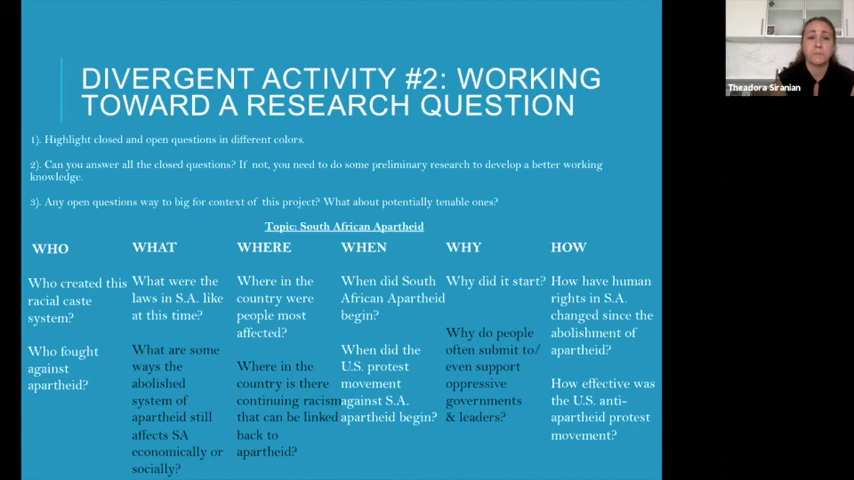 DIVERGENT ACTIVITY #2: WORKING
TOWARD A RESEARCH QUESTION
1). Highlight closed and open questions in different colors.
2). Can you answer all the closed questions? If not, you need to do some preliminary research to develop a better working
knowledge.
3). Any open questions way to big for context of this project? What about potentially tenable ones?
Topic: South African Apartheid
WHO
Who created this
racial caste
system?
Who fought
against
apartheid?
WHAT
What were the
laws in S.A. like
at this time?
What are some
ways the
abolished
system of
apartheid still
affects SA
economically or
socially?
WHERE
Where in the
country were
people most
affected?
Where in the
country is there
continuing racism
that can be linked
back to
apartheid?
WHEN
When did South
African Apartheid
begin?
When did the
U.S. protest
movement
against S.A.
apartheid begin?
WHY
Why did it start?
Why do people
often submit to/
even support
oppressive
governments
& leaders?
HOW
How have human
rights in S.A.
changed since the
abolishment of
apartheid?
How effective was
the U.S. anti-
apartheid protest
movement?
Theadora Siranian